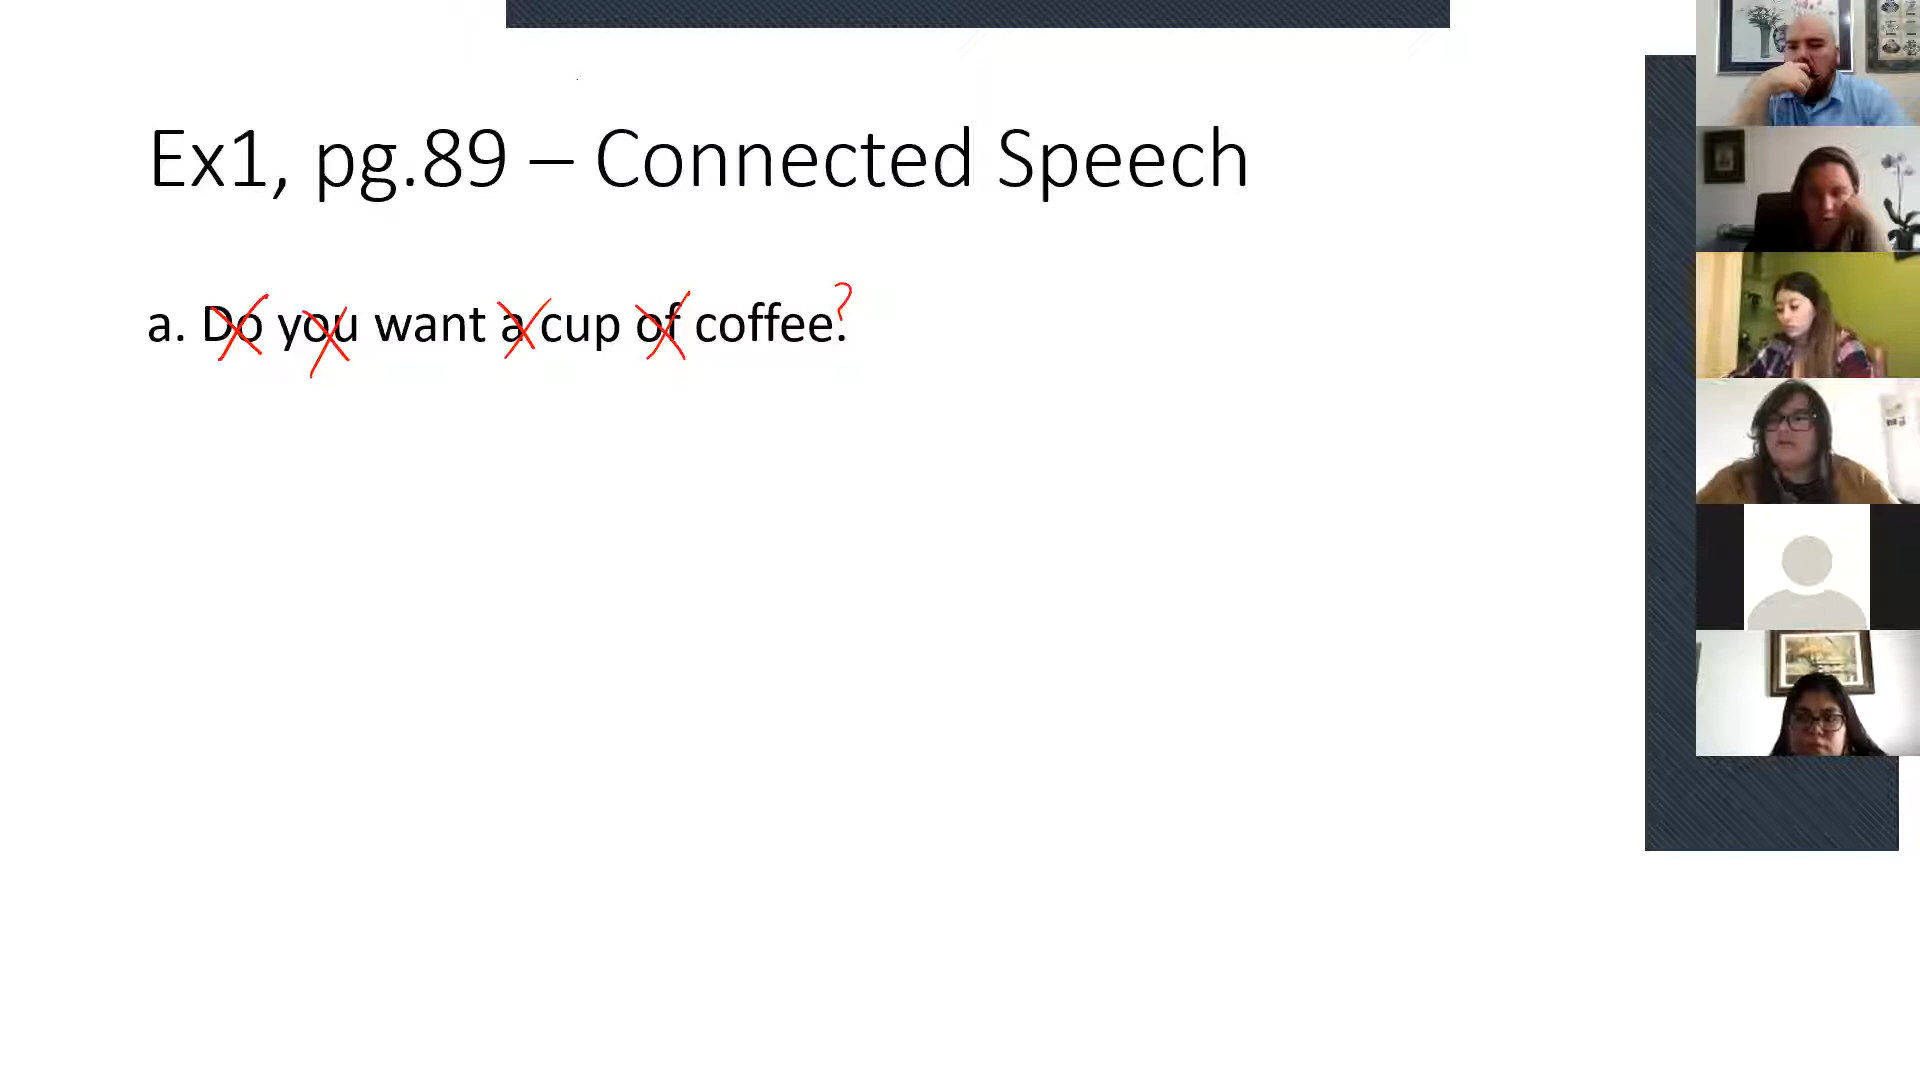 Ex1, pg.89 – Connected Speech
a. Do you want a cup of coffee.?